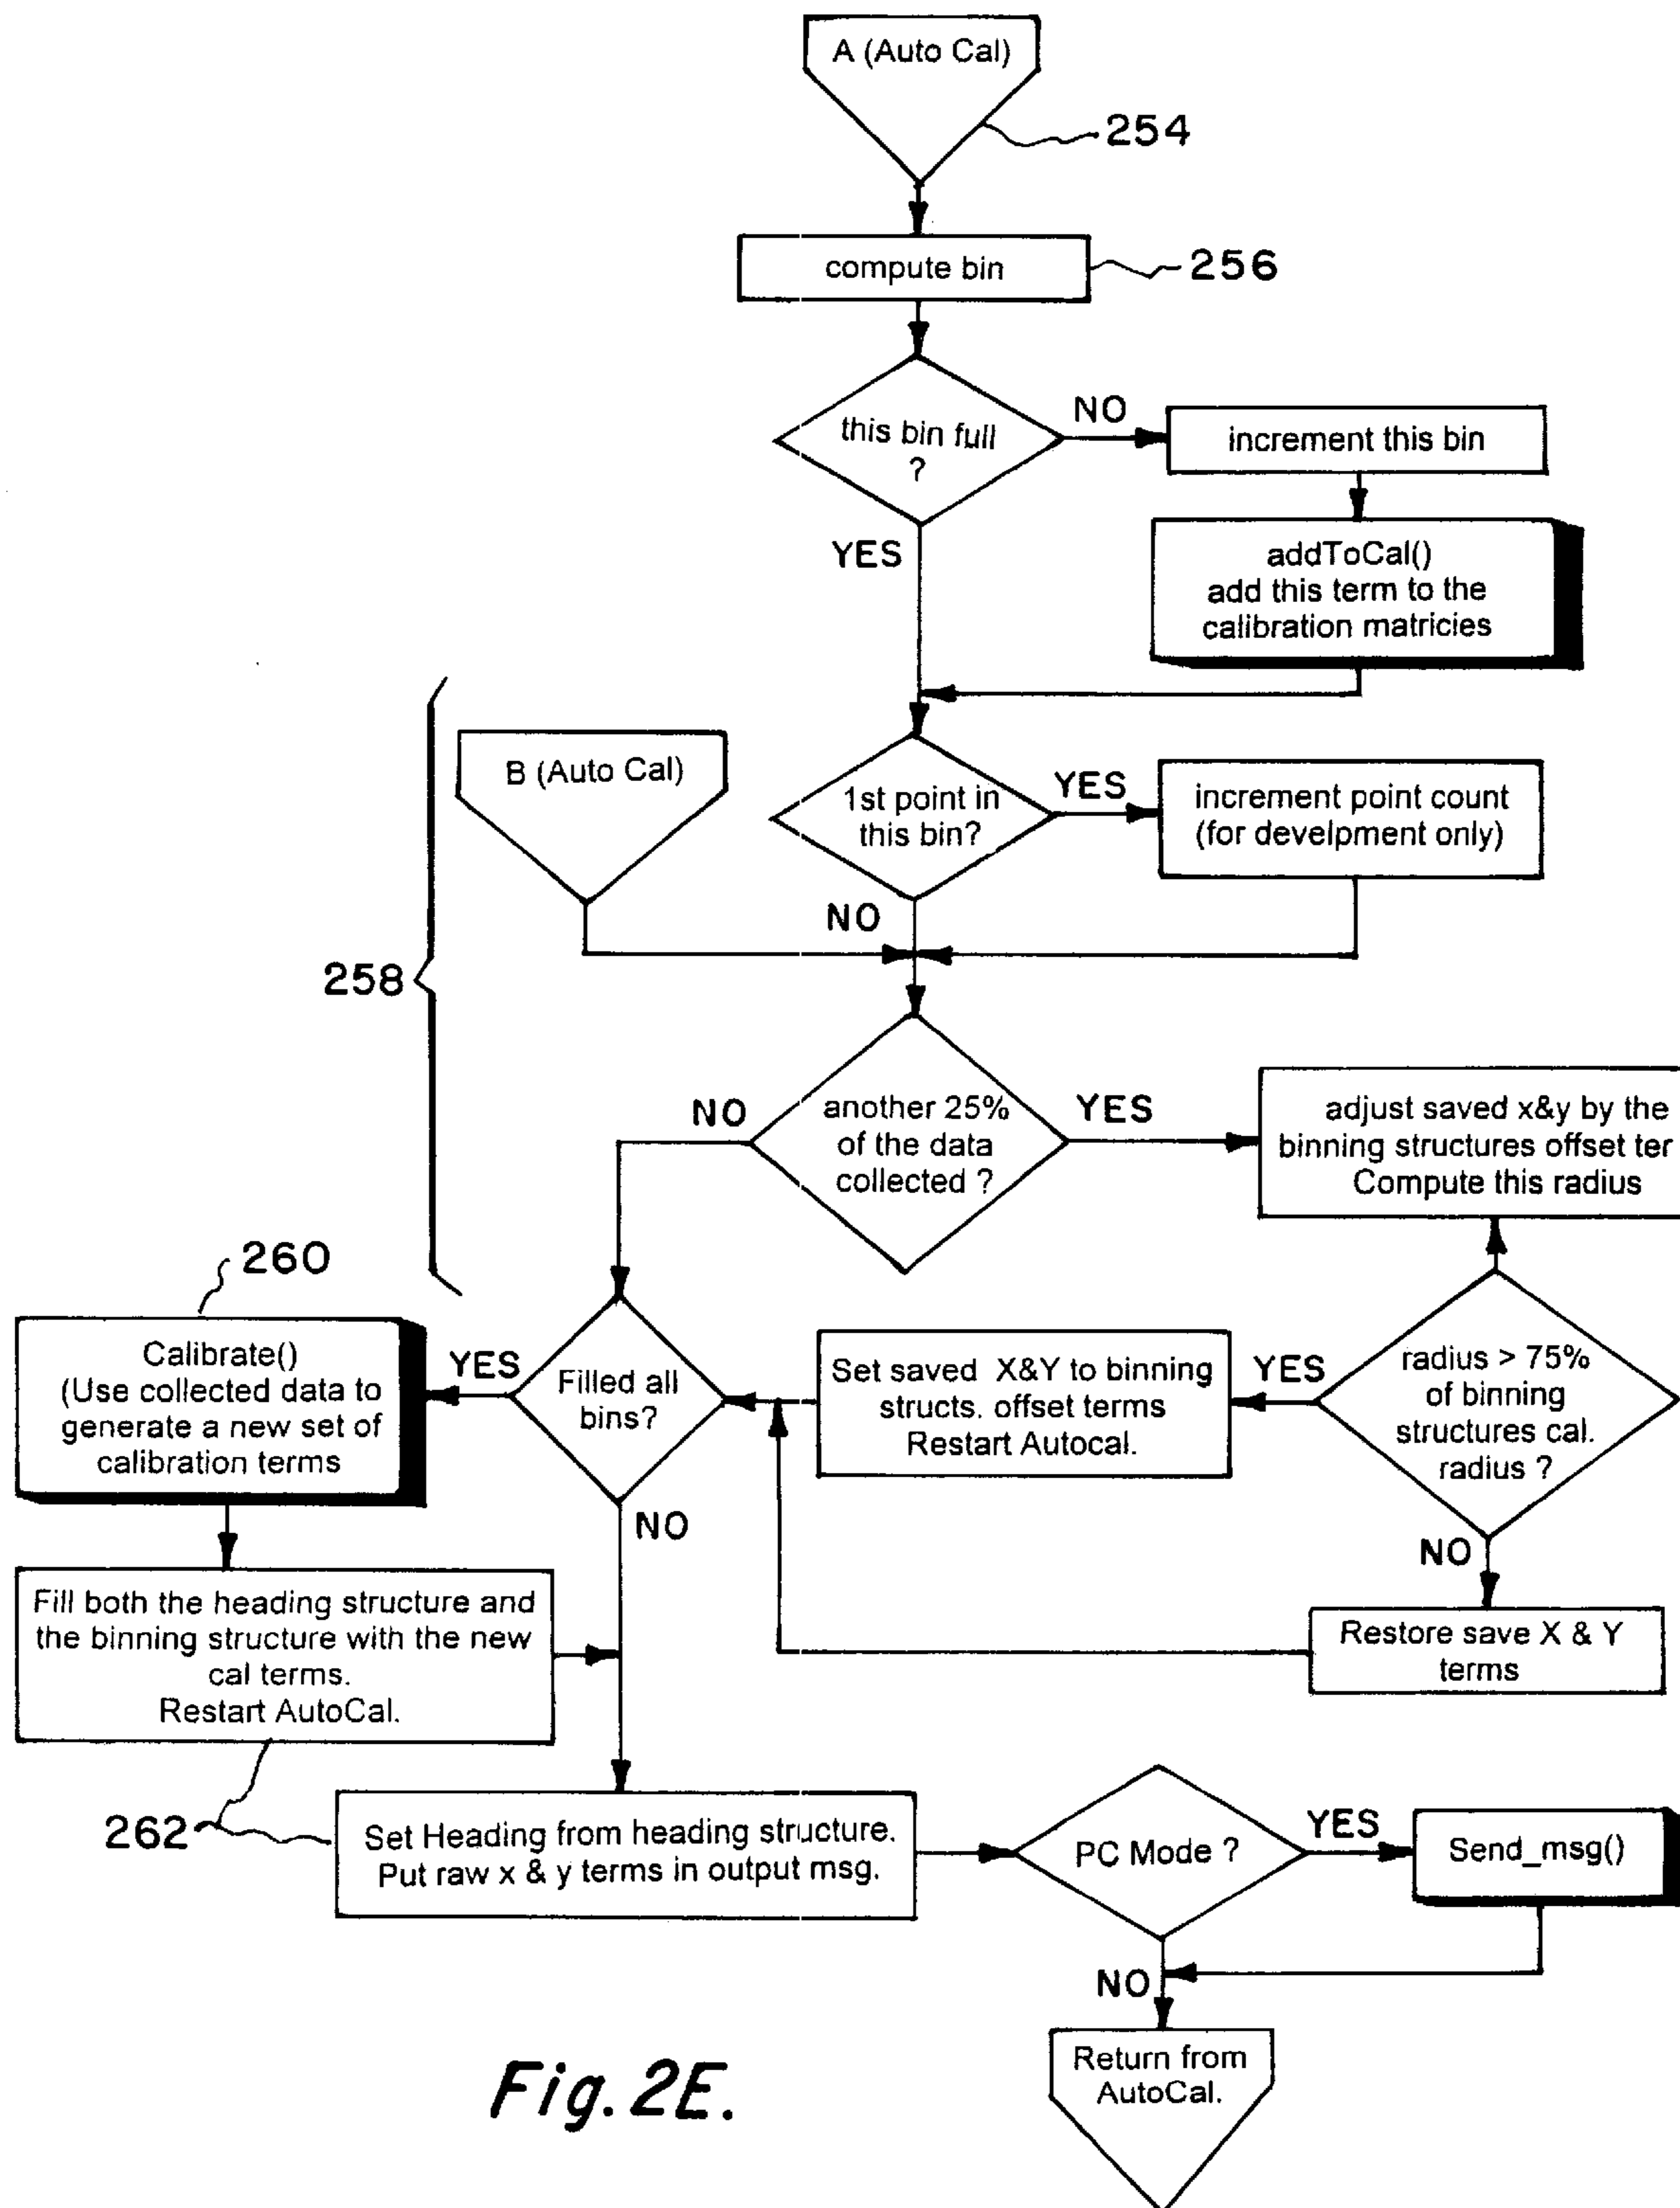 A (Auto Cal)
254
compute bin
256
this bin full
?
NO
increment this bin
YES
addToCal()
add this term to the
calibration matricies
B (Auto Cal)
1st point in
this bin?
YES
increment point count
(for develpment only)
NO
258
another 25%
of the data
collected ?
NO
YES
adjust saved x&y by the
binning structures offset ter
Compute this radius
260
Calibrate()
(Use collected data to
generate a new set of
calibration terms
YES
Filled all
bins?
Set saved X&Y to binning
structs. offset terms
Restart Autocal.
YES
radius > 75%
of binning
structures cal.
radius ?
NO
NO
Fill both the heading structure and
the binning structure with the new
cal terms.
Restart AutoCal.
Restore save X & Y
terms
262
Set Heading from heading structure.
Put raw x & y terms in output msg.
PC Mode ?
YES
Send_msg()
NO
Return from
AutoCal.
Fig. 2E.